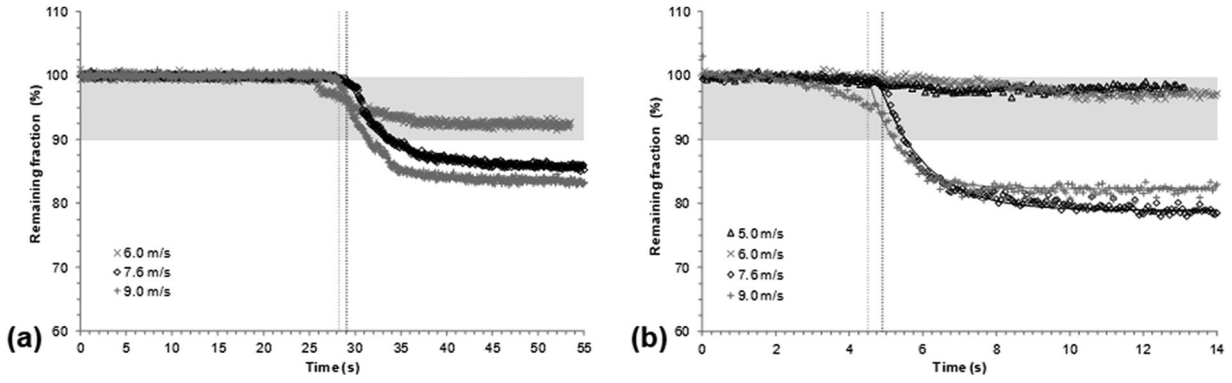 110
100
90
80
70
60
Remaining fraction (%)
6.0 m/s
7.6 m/s
9.0 m/s
0 5 10 15 20 25 30 35 40 45 50 55
Time (s)
(a)
110
100
90
80
70
60
Remaining fraction (%)
5.0 m/s
6.0 m/s
7.6 m/s
9.0 m/s
0 2 4 6 8 10 12 14
Time (s)
(b)